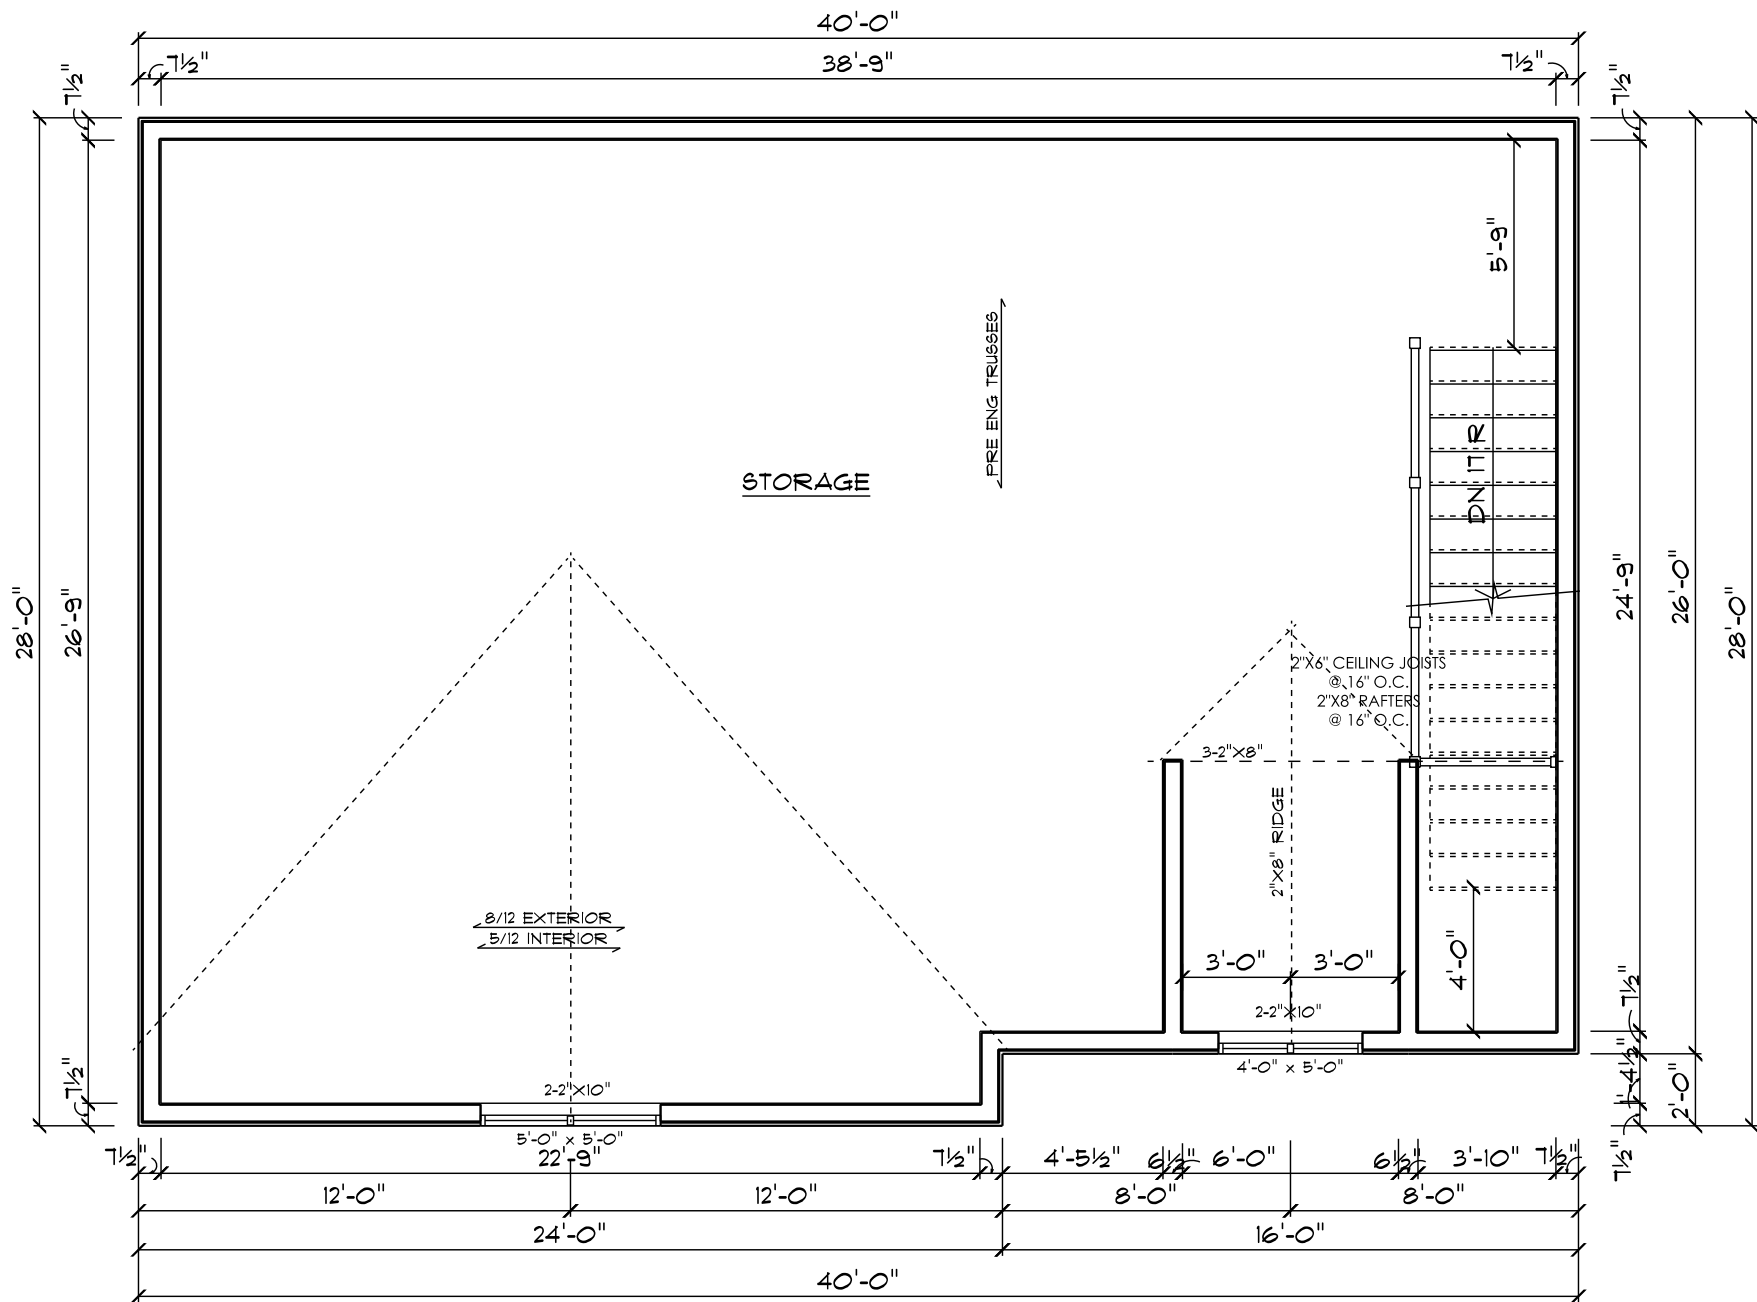 40'-0"
7½" 38'-9" 7½"
7½" 7½"
5'-9"
PRE ENG TRUSSES
STORAGE
DN 17 R
28'-0" 26'-9" 24'-9" 26'-0" 28'-0"
2"X6" CEILING JOISTS
@ 16" O.C.
2"X8" RAFTERS
@ 16" O.C.
3-2"X8"
2"X8" RIDGE
8/12 EXTERIOR
5/12 INTERIOR
4'-0"
3'-0" 3'-0"
2-2"X10"
4'-0" x 5'-0"
7½"
1'-4½"
2'-0"
7½"
7½"
2-2"X10"
5'-0" x 5'-0"
7½" 22'-9" 7½" 4'-5½" 6½" 6'-0" 6½" 3'-10" 7½"
12'-0" 12'-0" 8'-0" 8'-0"
24'-0" 16'-0"
40'-0"